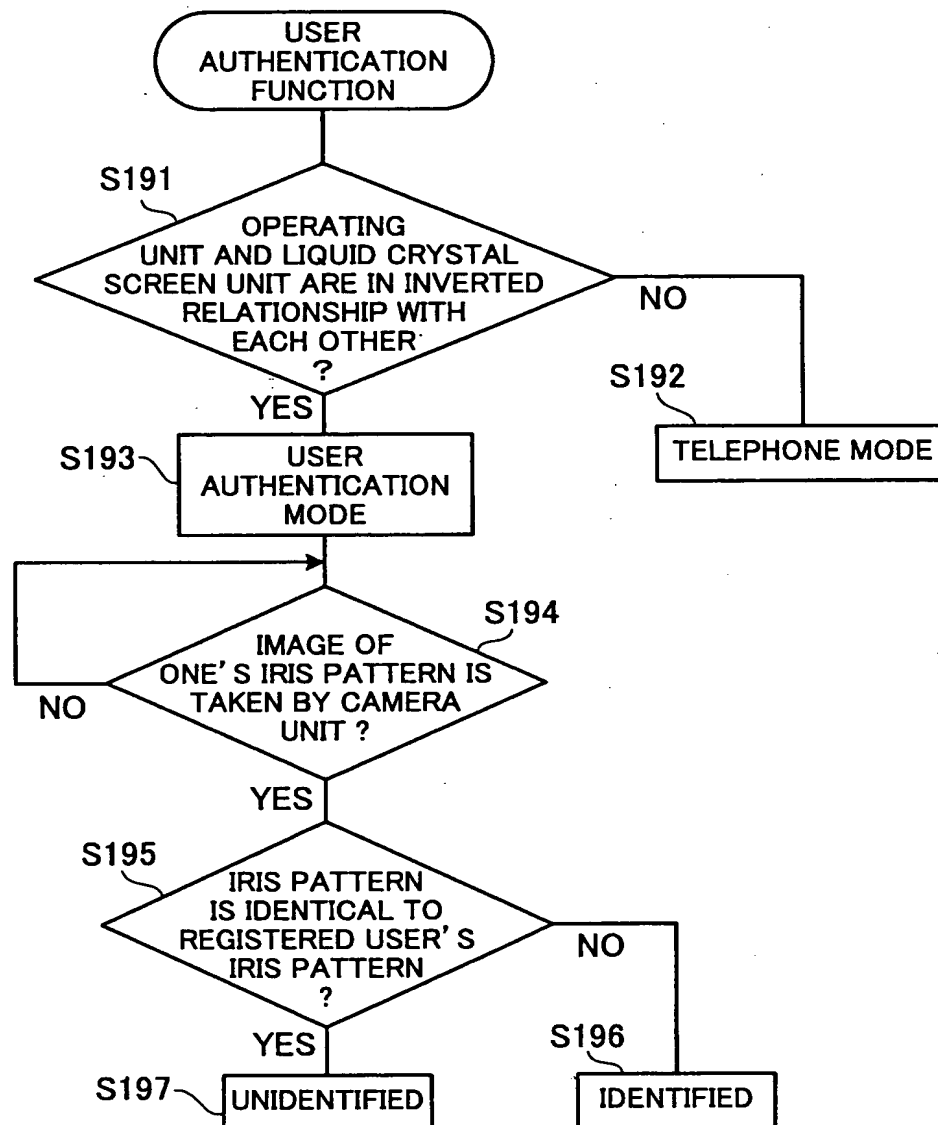 USER
AUTHENTICATION
FUNCTION
S191
OPERATING
UNIT AND LIQUID CRYSTAL
SCREEN UNIT ARE IN INVERTED
RELATIONSHIP WITH
EACH OTHER
?
NO
YES
S192
TELEPHONE MODE
S193
USER
AUTHENTICATION
MODE
S194
IMAGE OF
ONE'S IRIS PATTERN IS
TAKEN BY CAMERA
UNIT ?
NO
YES
S195
IRIS PATTERN
IS IDENTICAL TO
REGISTERED USER'S
IRIS PATTERN
?
NO
YES
S196
IDENTIFIED
S197
UNIDENTIFIED